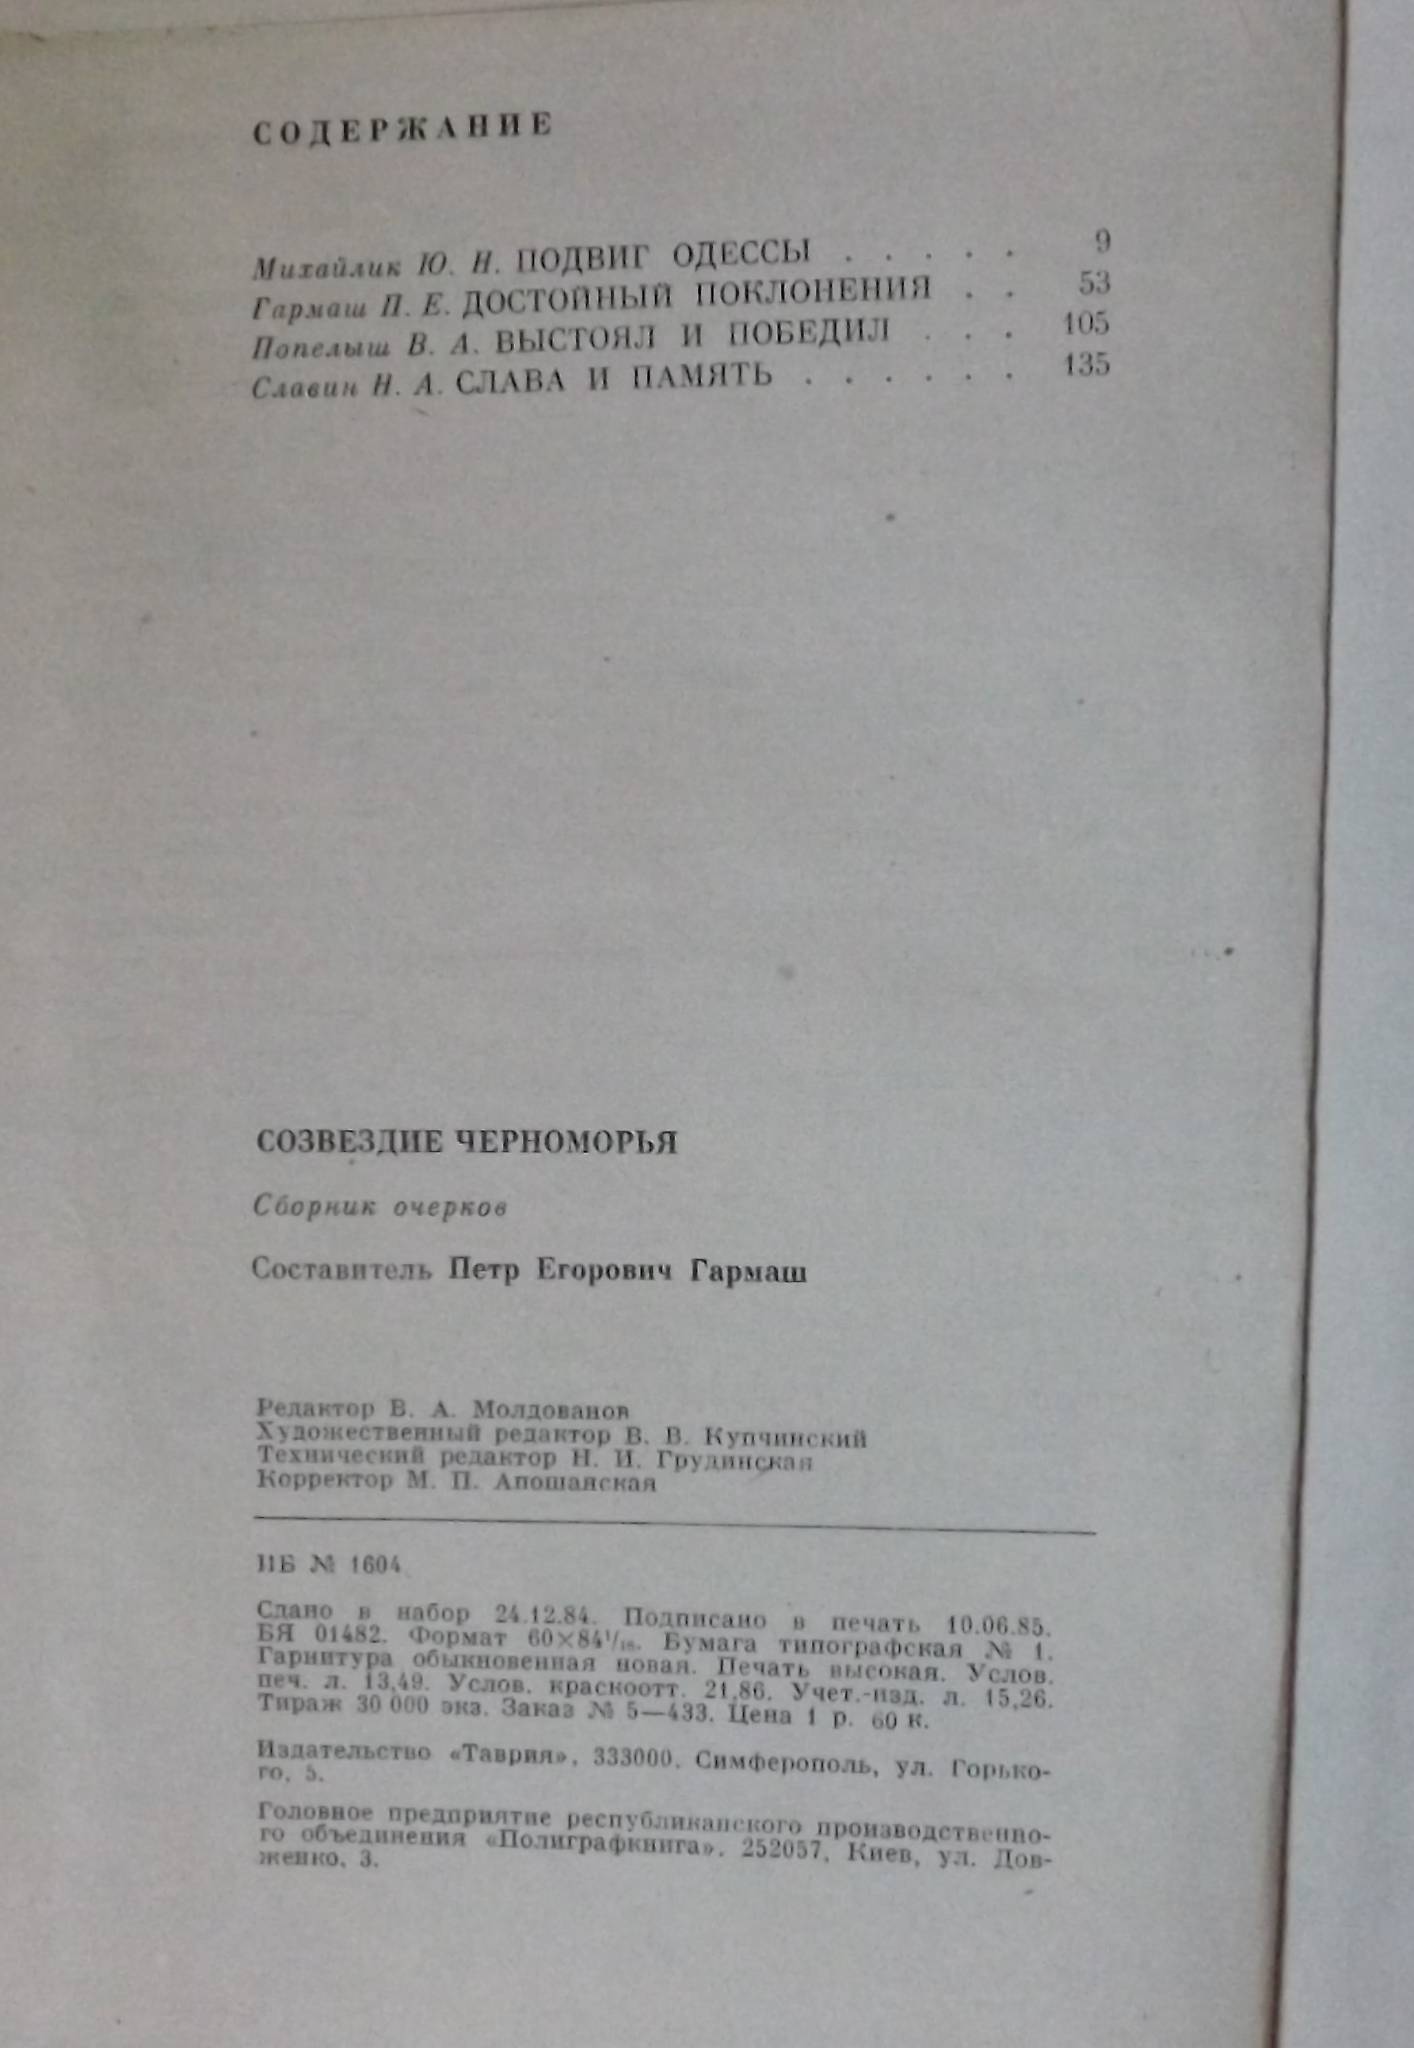 СОДЕРЖАНИЕ
Михайлик Ю. Н. ПОДВИГ ОДЕССЫ . . . . . 9
Гармаш П. Е. ДОСТОЙНЫЙ ПОКЛОНЕНИЯ . . 53
Попелыш В. А. ВЫСТОЯЛ И ПОБЕДИЛ . . . 105
Славин Н. А. СЛАВА И ПАМЯТЬ . . . . . . 135
СОЗВЕЗДИЕ ЧЕРНОМОРЬЯ
Сборник очерков
Составитель Петр Егорович Гармаш
Редактор В. А. Молдованов
Художественный редактор В. В. Купчинский
Технический редактор Н. И. Грудинская
Корректор М. П. Апошанская
ИБ № 1604
Сдано в набор 24.12.84. Подписано в печать 10.06.85.
БЯ 01482. Формат 60×84¹/₁₆. Бумага типографская № 1.
Гарнитура обыкновенная новая. Печать высокая. Услов.
печ. л. 13,49. Услов. краскоотт. 21,86. Учет.-изд. л. 15,26.
Тираж 30 000 экз. Заказ № 5—433. Цена 1 р. 60 к.
Издательство «Таврия», 333000, Симферополь, ул. Горько-
го, 5.
Головное предприятие республиканского производственно-
го объединения «Полиграфкнига». 252057, Киев, ул. Дов-
женко, 3.